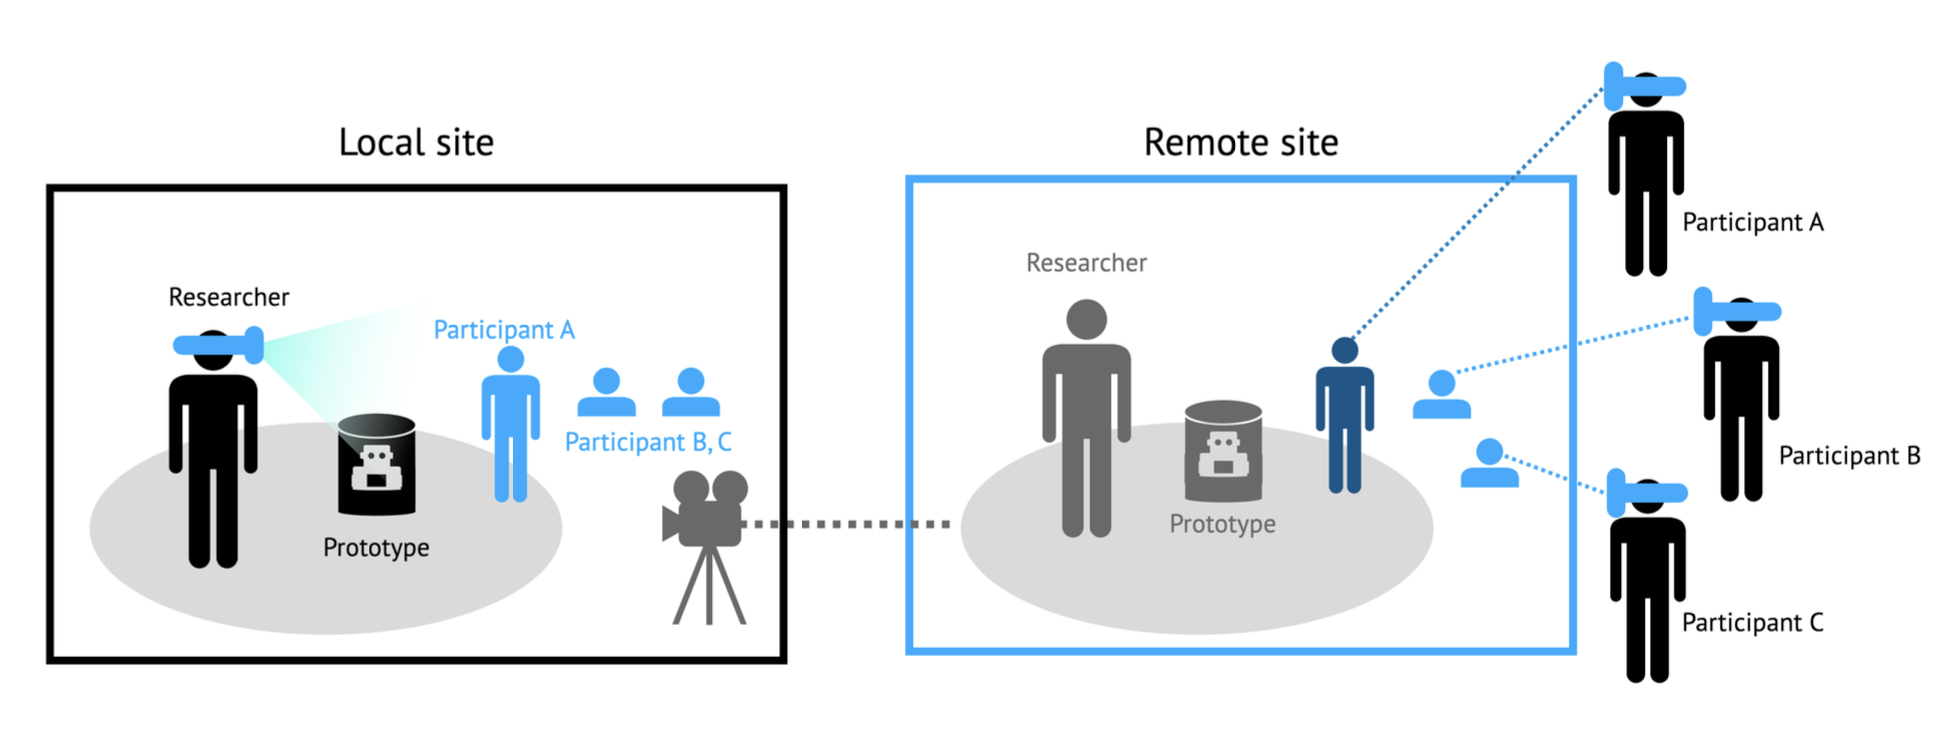 Local site
Researcher
Participant A
Participant B, C
Prototype
Remote site
Researcher
Prototype
Participant A
Participant B
Participant C